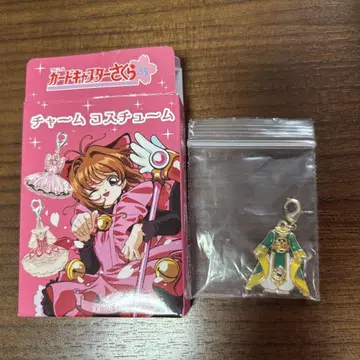 カードキャプターさくら
チャーム コスチューム